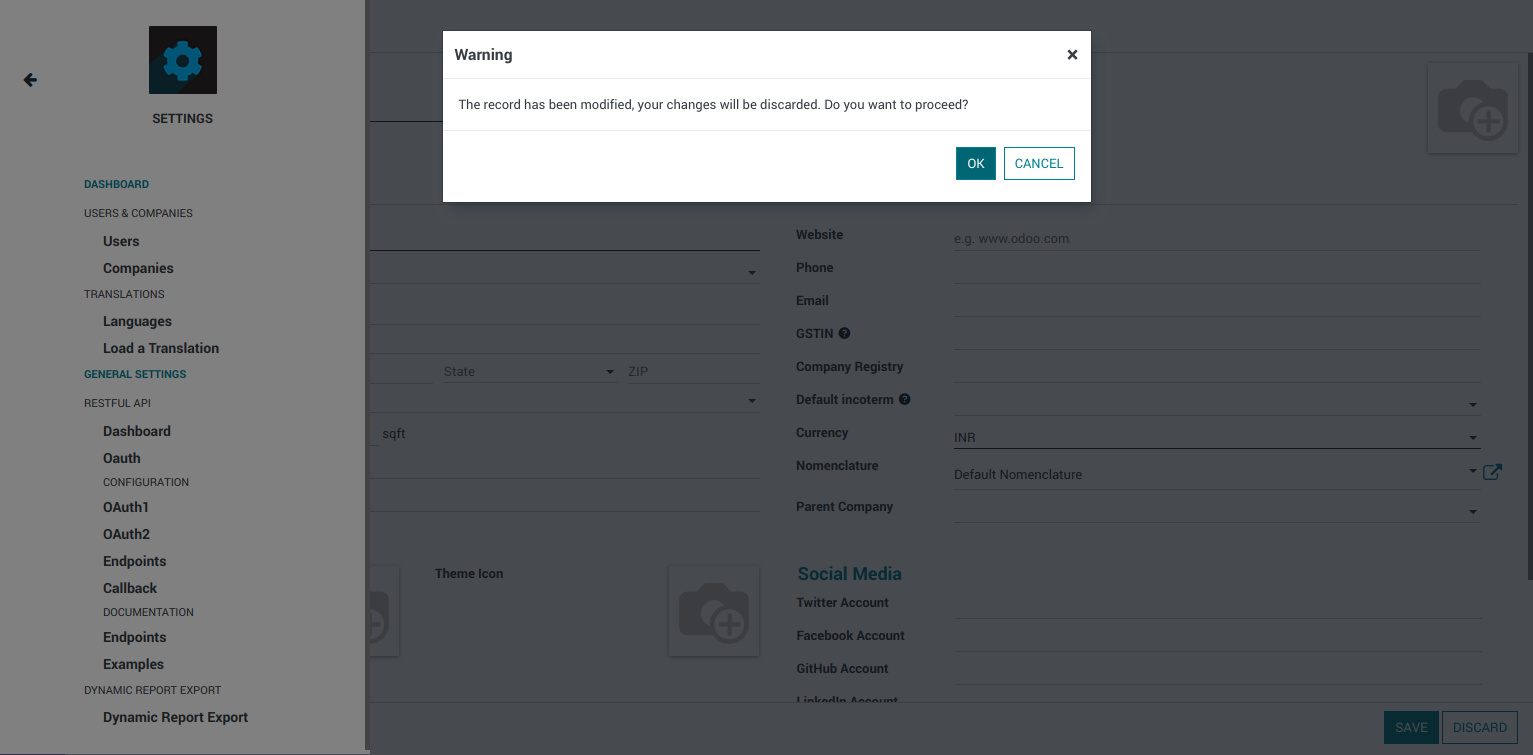 Warning
×
The record has been modified, your changes will be discarded. Do you want to proceed?
OK
CANCEL
SETTINGS
DASHBOARD
USERS & COMPANIES
Users
Companies
TRANSLATIONS
Languages
Load a Translation
GENERAL SETTINGS
RESTFUL API
Dashboard
Oauth
CONFIGURATION
OAuth1
OAuth2
Endpoints
Callback
DOCUMENTATION
Endpoints
Examples
DYNAMIC REPORT EXPORT
Dynamic Report Export
State
ZIP
sqft
Theme Icon
Website
e.g. www.odoo.com
Phone
Email
GSTIN ?
Company Registry
Default incoterm ?
Currency
INR
Nomenclature
Default Nomenclature
Parent Company
Social Media
Twitter Account
Facebook Account
GitHub Account
LinkedIn Account
SAVE
DISCARD